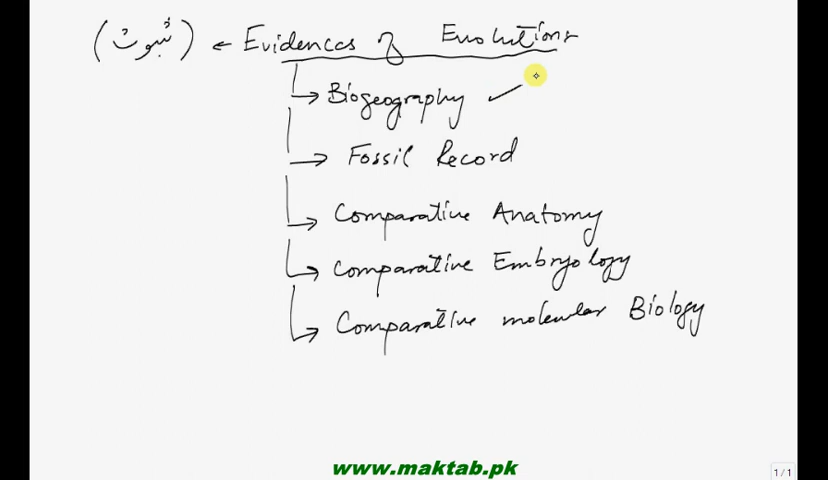 (ثبوت) ← Evidences of Evolution
→ Biogeography ✓
→ Fossil Record
→ Comparative Anatomy
→ Comparative Embryology
→ Comparative molecular Biology
www.maktab.pk
1/1